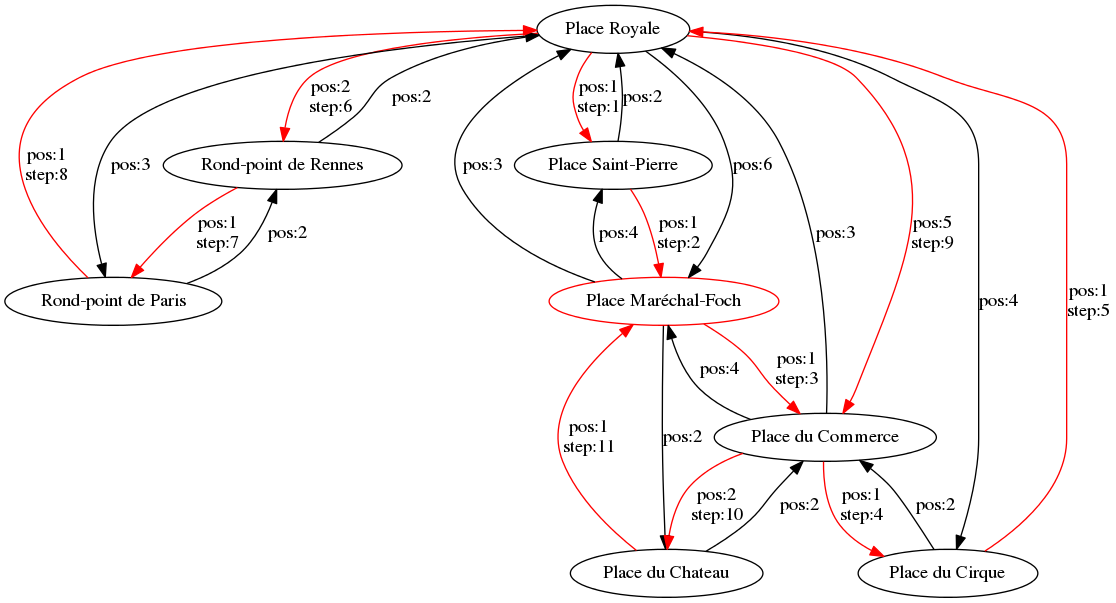 Place Royale
pos:1
step:1
pos:2
step:6
pos:2
pos:2
pos:1
step:8
pos:3
Rond-point de Rennes
Place Saint-Pierre
pos:3
pos:6
pos:5
step:9
pos:1
step:7
pos:2
pos:4
pos:1
step:2
pos:3
Rond-point de Paris
Place Maréchal-Foch
pos:4
pos:1
step:5
pos:4
pos:1
step:3
pos:1
step:11
pos:2
Place du Commerce
pos:2
step:10
pos:2
pos:1
step:4
pos:2
Place du Chateau
Place du Cirque